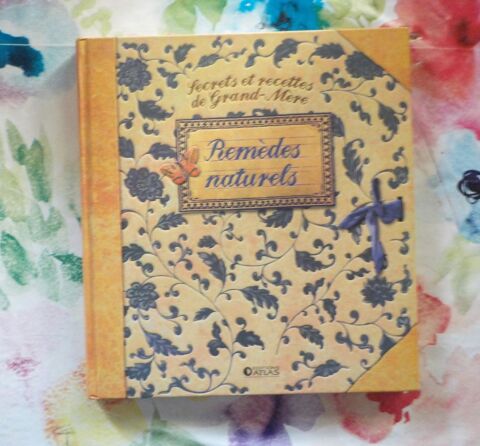 Secrets et recettes
de Grand-Mère
Remèdes
naturels
ATLAS